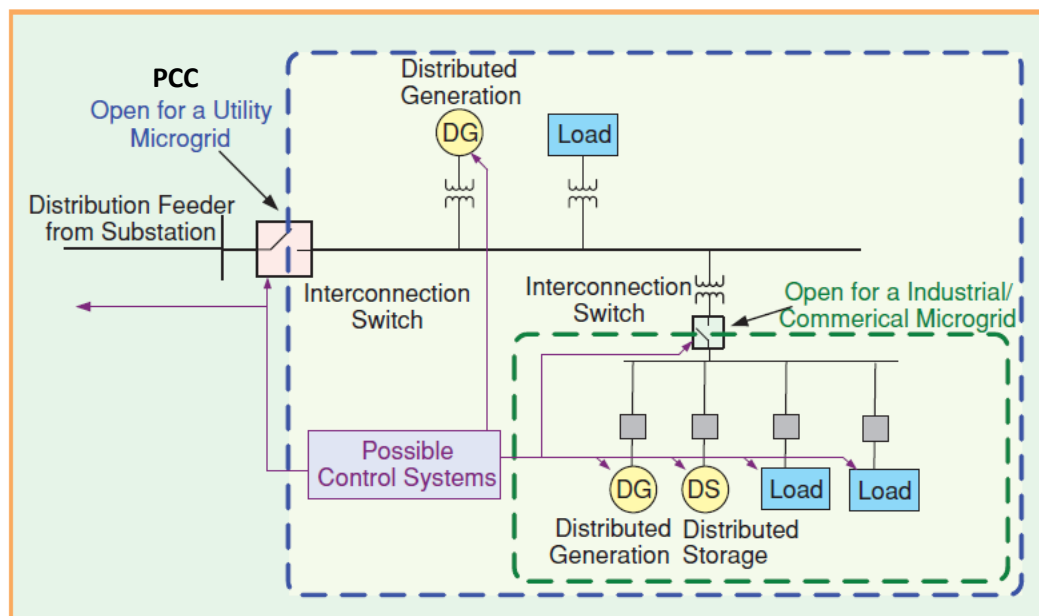 PCC
Open for a Utility
Microgrid
Distribution Feeder
from Substation
Distributed
Generation
DG
Load
Interconnection
Switch
Interconnection
Switch
Open for a Industrial/
Commerical Microgrid
Possible
Control Systems
DG
DS
Load
Load
Distributed
Generation
Distributed
Storage